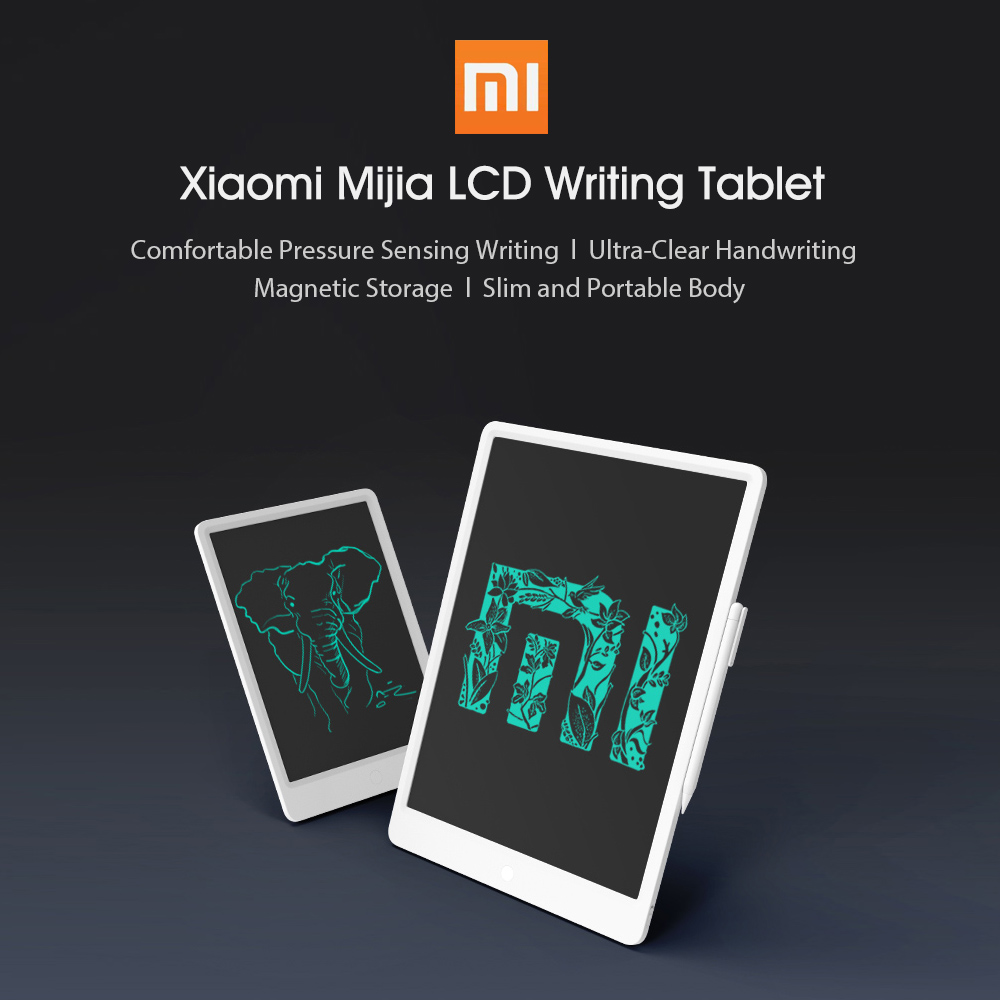 mi
Xiaomi Mijia LCD Writing Tablet
Comfortable Pressure Sensing Writing | Ultra-Clear Handwriting
Magnetic Storage | Slim and Portable Body
mi